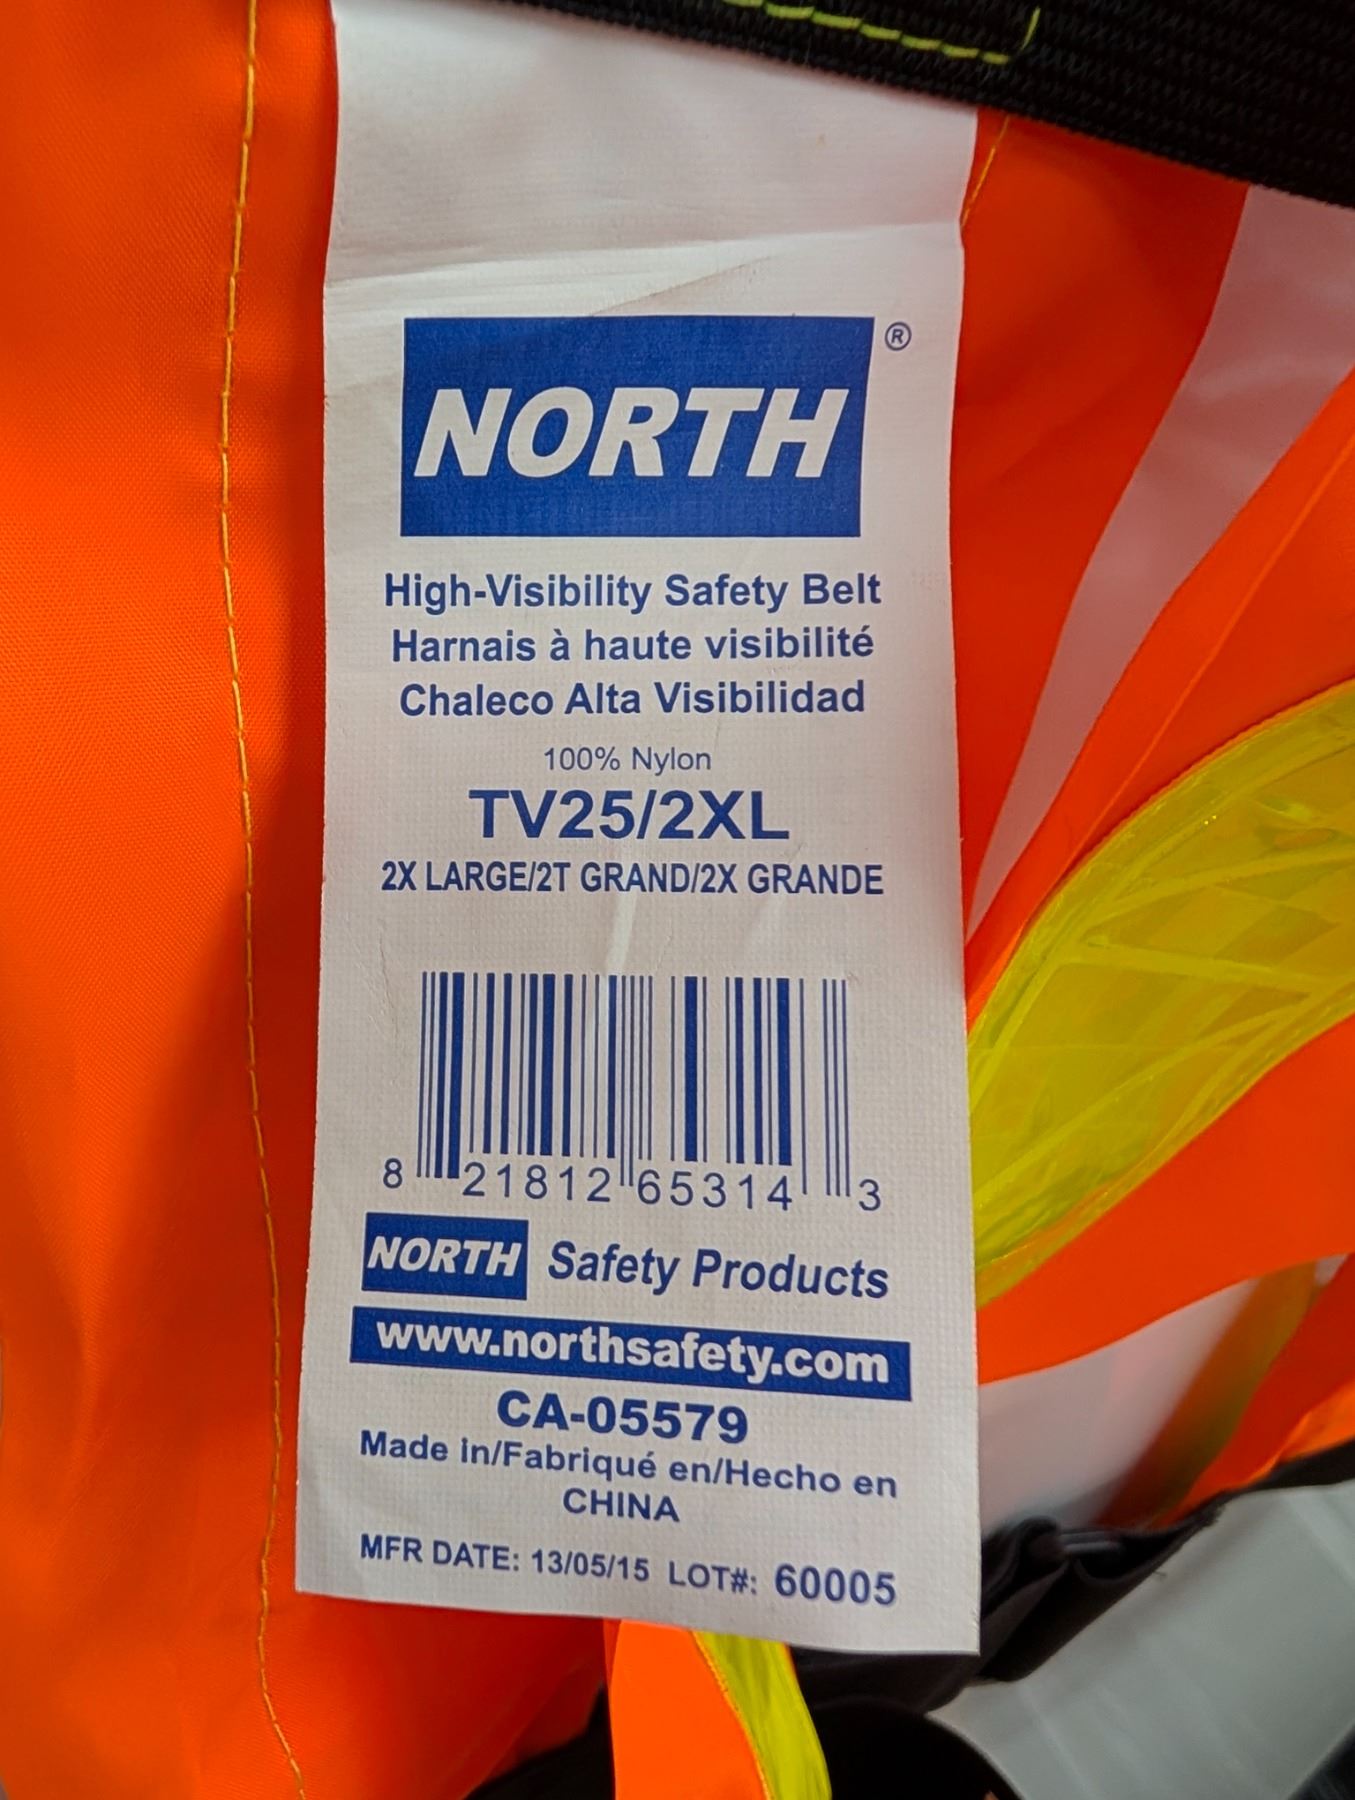 NORTH®
High-Visibility Safety Belt
Harnais à haute visibilité
Chaleco Alta Visibilidad
100% Nylon
TV25/2XL
2X LARGE/2T GRAND/2X GRANDE
8 21812 65314 3
NORTH Safety Products
www.northsafety.com
CA-05579
Made in/Fabriqué en/Hecho en
CHINA
MFR DATE: 13/05/15 LOT#: 60005